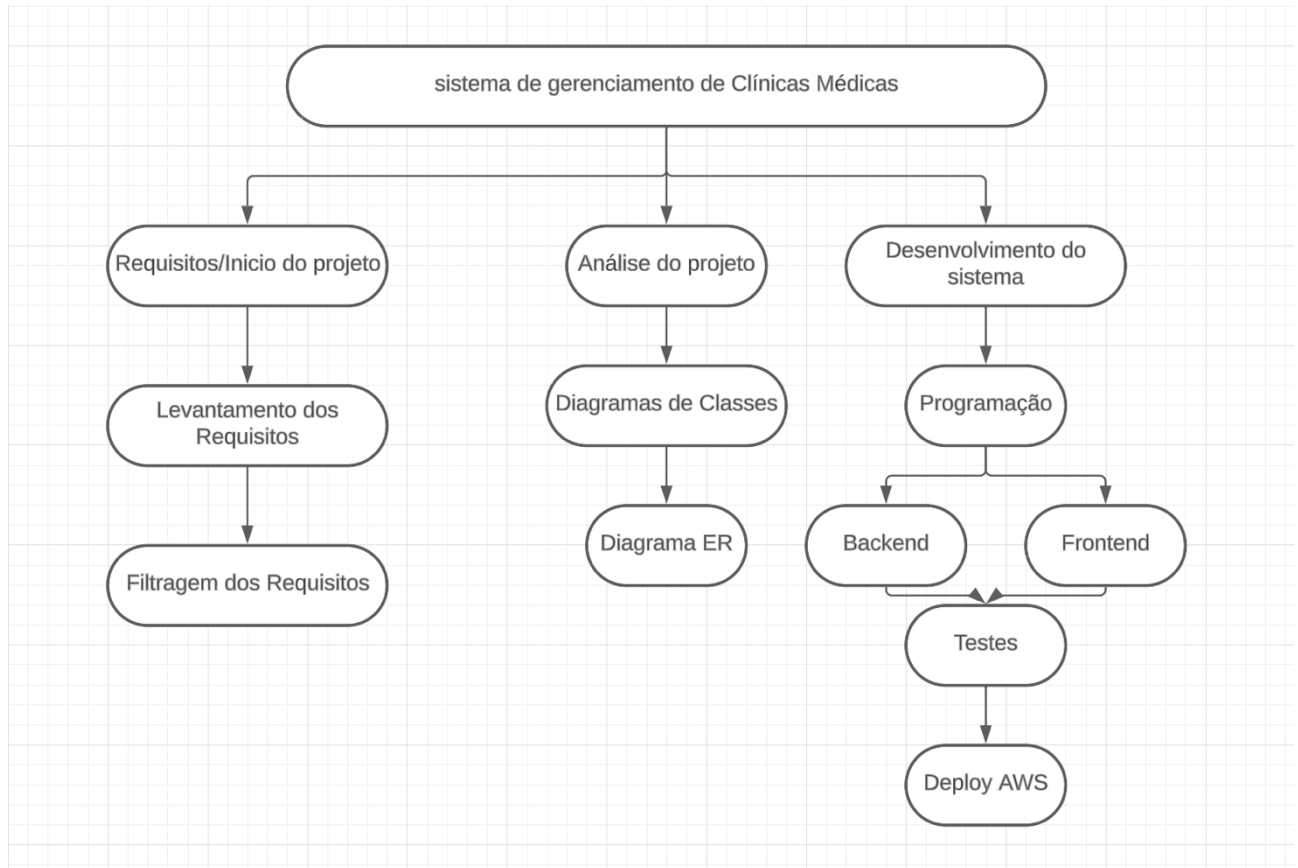 sistema de gerenciamento de Clínicas Médicas
Requisitos/Inicio do projeto
Análise do projeto
Desenvolvimento do
sistema
Levantamento dos
Requisitos
Diagramas de Classes
Programação
Filtragem dos Requisitos
Diagrama ER
Backend
Frontend
Testes
Deploy AWS